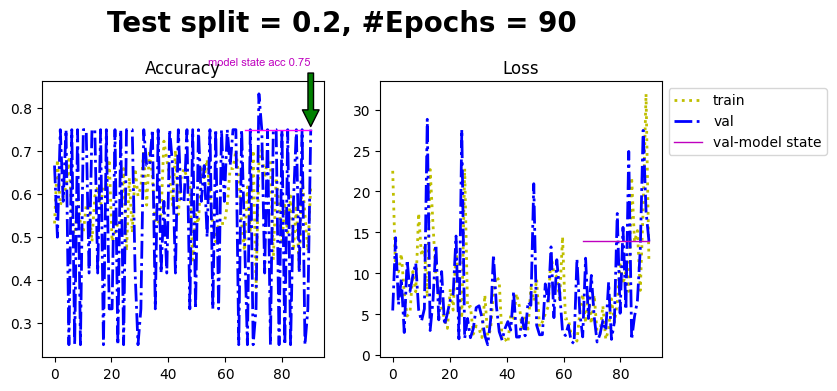 Test split = 0.2, #Epochs = 90
model state acc 0.75
Accuracy
Loss
0.8
0.7
0.6
0.5
0.4
0.3
0 20 40 60 80
30
25
20
15
10
5
0
0 20 40 60 80
train
val
val-model state